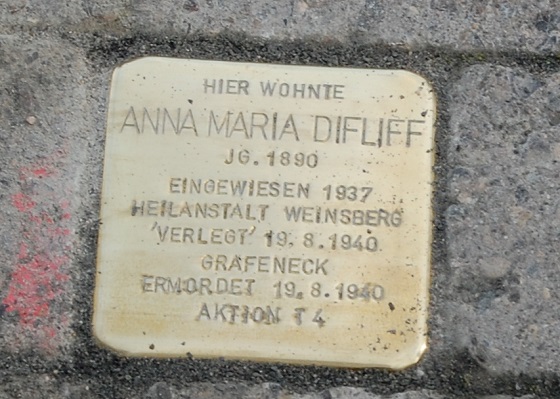 HIER WOHNTE
ANNA MARIA DIFLIFF
JG. 1890
EINGEWIESEN 1937
HEILANSTALT WEINSBERG
'VERLEGT' 19.8.1940
GRAFENECK
ERMORDET 19.8.1940
AKTION T4